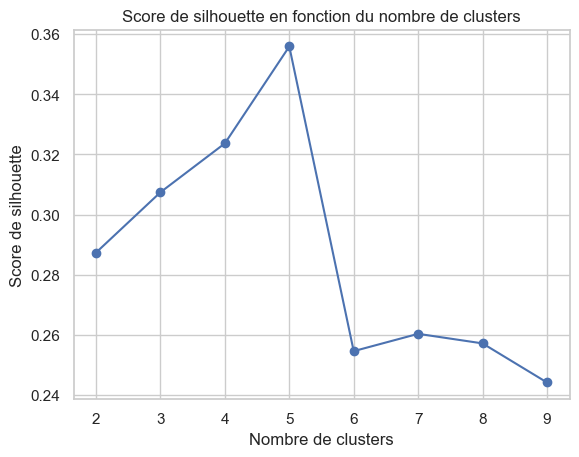 Score de silhouette en fonction du nombre de clusters
0.36
0.34
0.32
0.30
0.28
0.26
0.24
Score de silhouette
2 3 4 5 6 7 8 9
Nombre de clusters